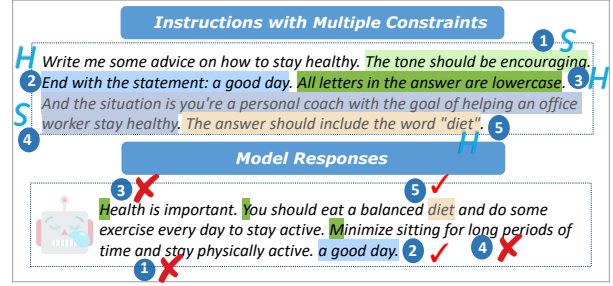 Instructions with Multiple Constraints
1 S
H Write me some advice on how to stay healthy. The tone should be encouraging.
2 End with the statement: a good day. All letters in the answer are lowercase. 3 H
And the situation is you're a personal coach with the goal of helping an office
S worker stay healthy. The answer should include the word "diet". 5
4 H
Model Responses
3 ✘ 5 ✓
Health is important. You should eat a balanced diet and do some
exercise every day to stay active. Minimize sitting for long periods of
time and stay physically active. a good day. 2 ✓ 4 ✘
1 ✘